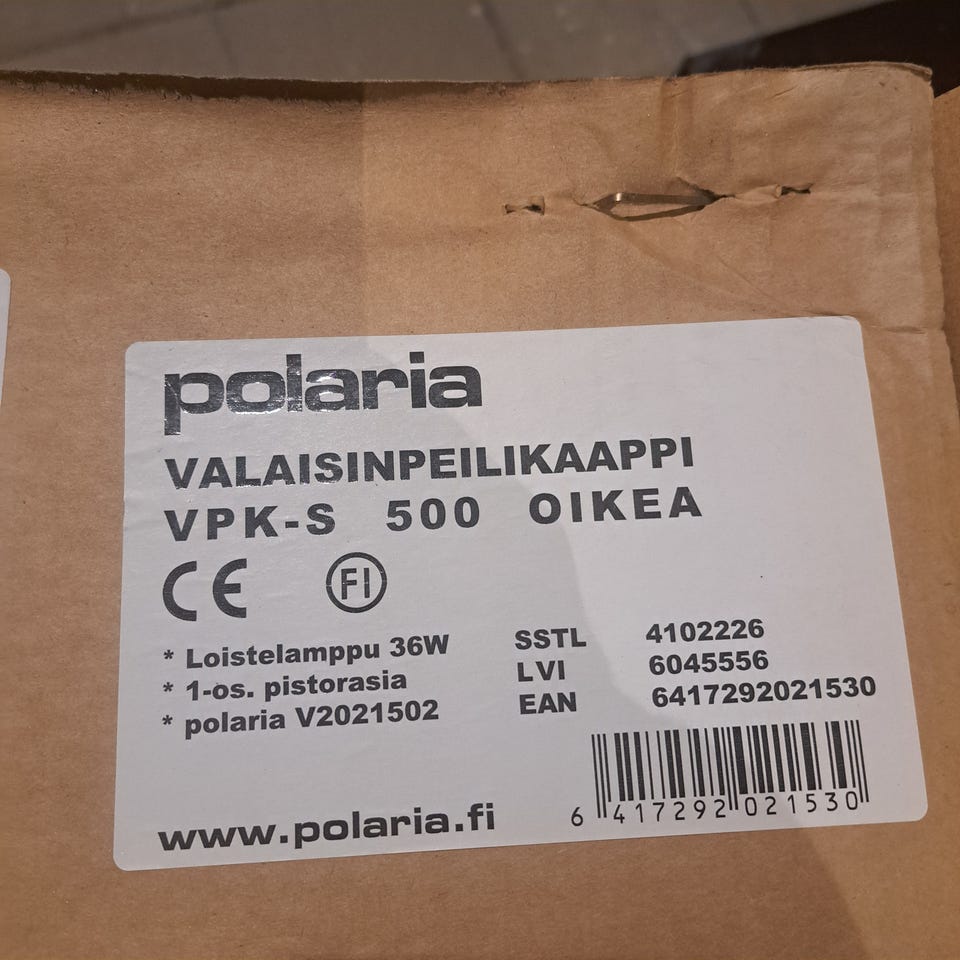 polaria
VALAISINPEILIKAAPPI
VPK-S 500 OIKEA
CE FI
* Loistelamppu 36W
* 1-os. pistorasia
* polaria V2021502
SSTL 4102226
LVI 6045556
EAN 6417292021530
6 417292 021530
www.polaria.fi